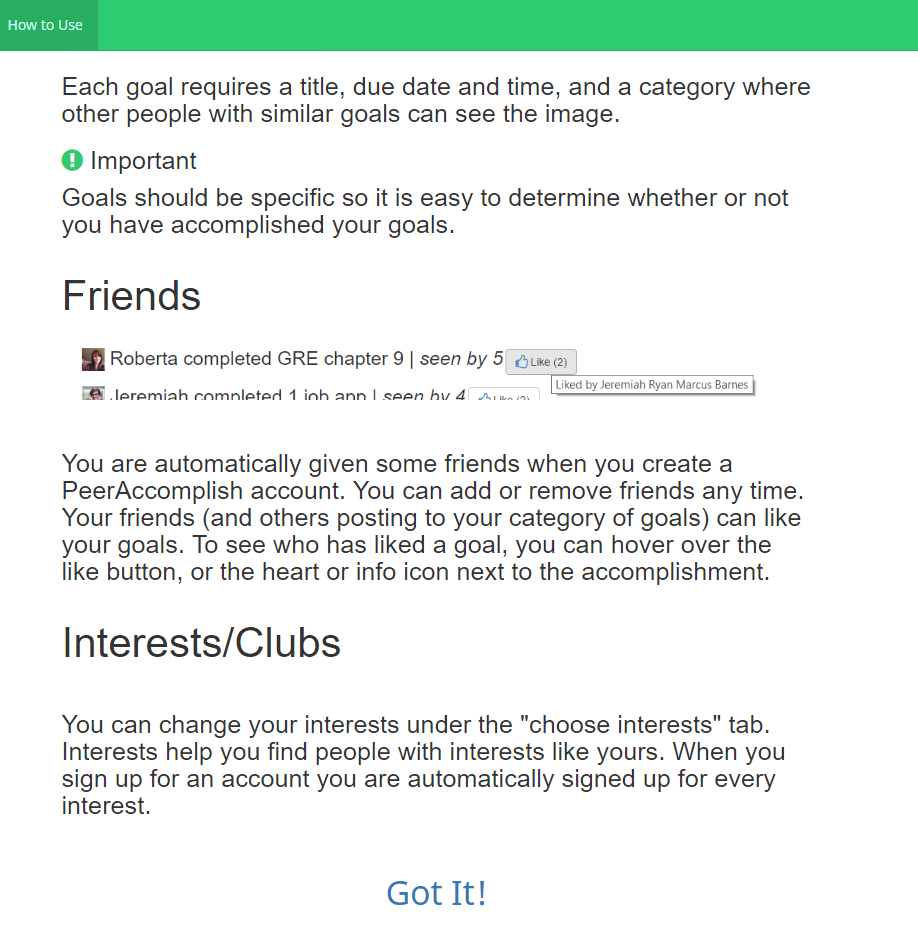 How to Use
Each goal requires a title, due date and time, and a category where
other people with similar goals can see the image.
Important
Goals should be specific so it is easy to determine whether or not
you have accomplished your goals.
Friends
Roberta completed GRE chapter 9 | seen by 5 Like (2)
Liked by Jeremiah Ryan Marcus Barnes
Jeremiah completed 1 job app | seen by 4 Like (2)
You are automatically given some friends when you create a
PeerAccomplish account. You can add or remove friends any time.
Your friends (and others posting to your category of goals) can like
your goals. To see who has liked a goal, you can hover over the
like button, or the heart or info icon next to the accomplishment.
Interests/Clubs
You can change your interests under the "choose interests" tab.
Interests help you find people with interests like yours. When you
sign up for an account you are automatically signed up for every
interest.
Got It!